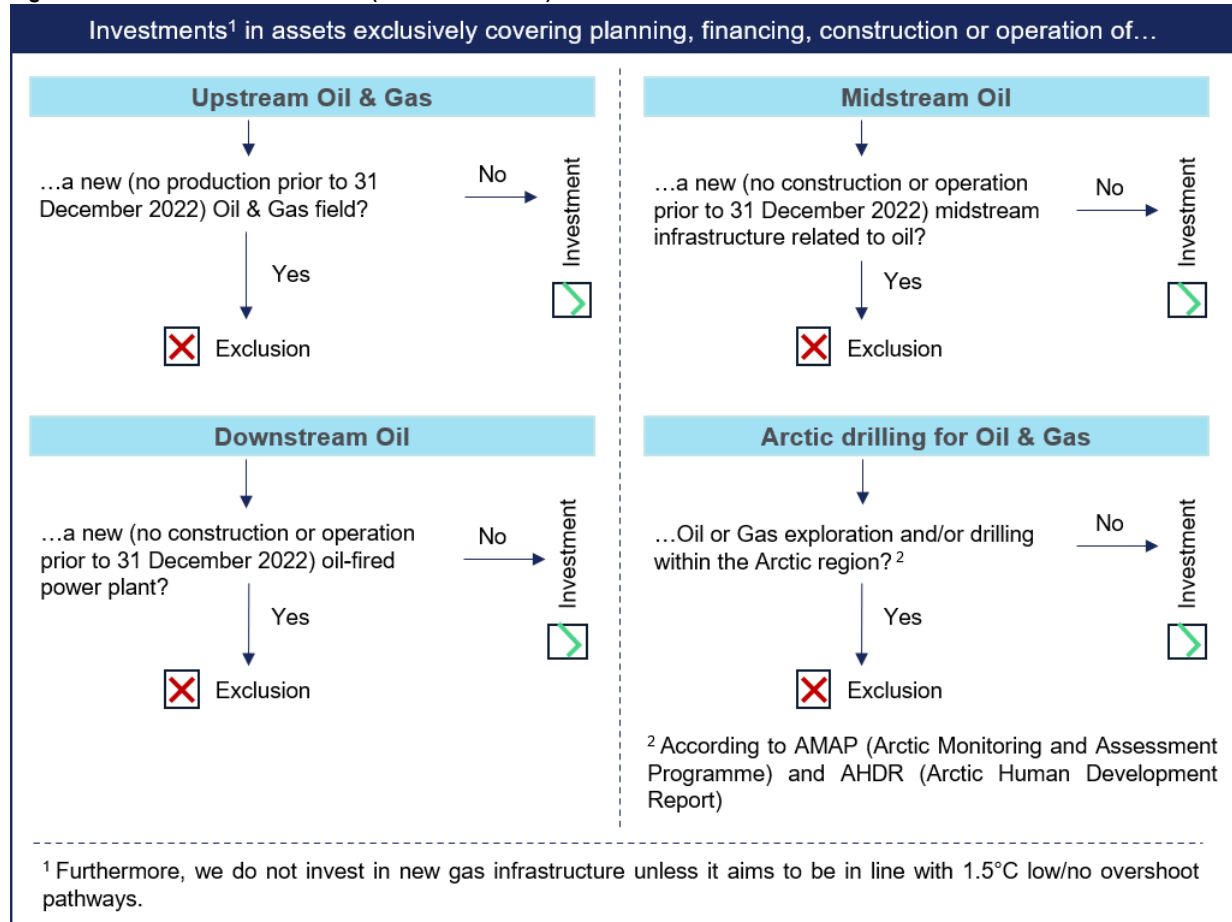 Investments¹ in assets exclusively covering planning, financing, construction or operation of…
Upstream Oil & Gas
…a new (no production prior to 31
December 2022) Oil & Gas field?
No
Investment
Yes
Exclusion
Midstream Oil
…a new (no construction or operation
prior to 31 December 2022) midstream
infrastructure related to oil?
No
Investment
Yes
Exclusion
Downstream Oil
…a new (no construction or operation
prior to 31 December 2022) oil-fired
power plant?
No
Investment
Yes
Exclusion
Arctic drilling for Oil & Gas
…Oil or Gas exploration and/or drilling
within the Arctic region? ²
No
Investment
Yes
Exclusion
² According to AMAP (Arctic Monitoring and Assessment
Programme) and AHDR (Arctic Human Development
Report)
¹ Furthermore, we do not invest in new gas infrastructure unless it aims to be in line with 1.5°C low/no overshoot
pathways.